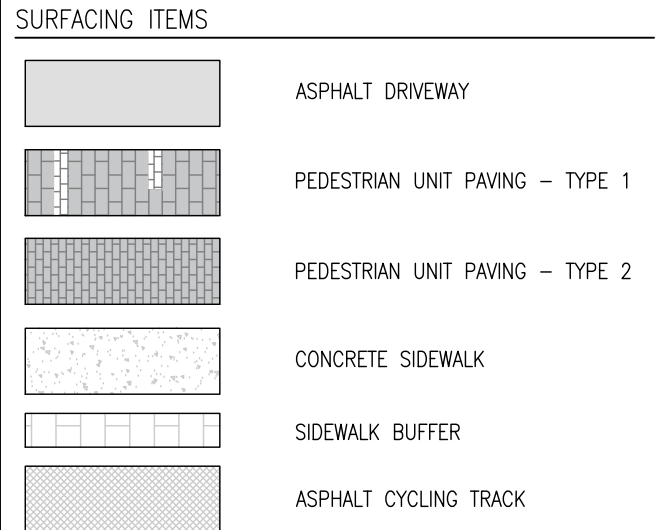 SURFACING ITEMS
ASPHALT DRIVEWAY
PEDESTRIAN UNIT PAVING – TYPE 1
PEDESTRIAN UNIT PAVING – TYPE 2
CONCRETE SIDEWALK
SIDEWALK BUFFER
ASPHALT CYCLING TRACK